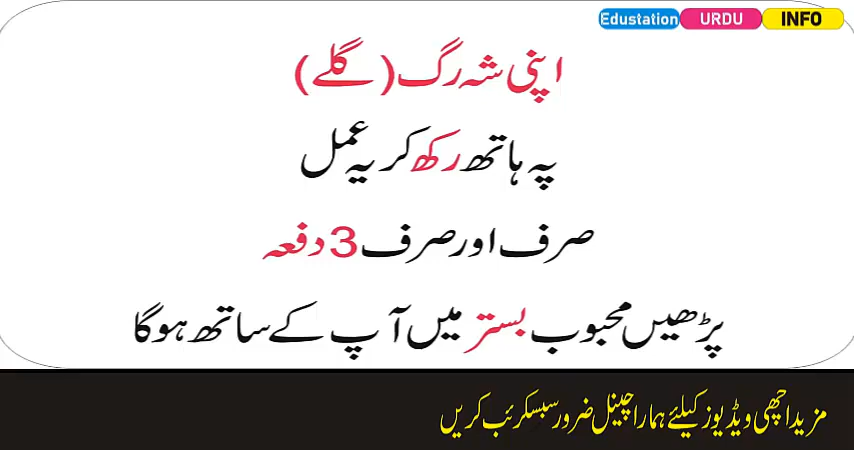 Edustation URDU INFO
اپنی شہ رگ (گلے)
پہ ہاتھ رکھ کر یہ عمل
صرف اور صرف 3 دفعہ
پڑھیں محبوب بستر میں آپ کے ساتھ ہوگا
مزید اچھی ویڈیوز کیلئے ہمارا چینل ضرور سبسکرائب کریں